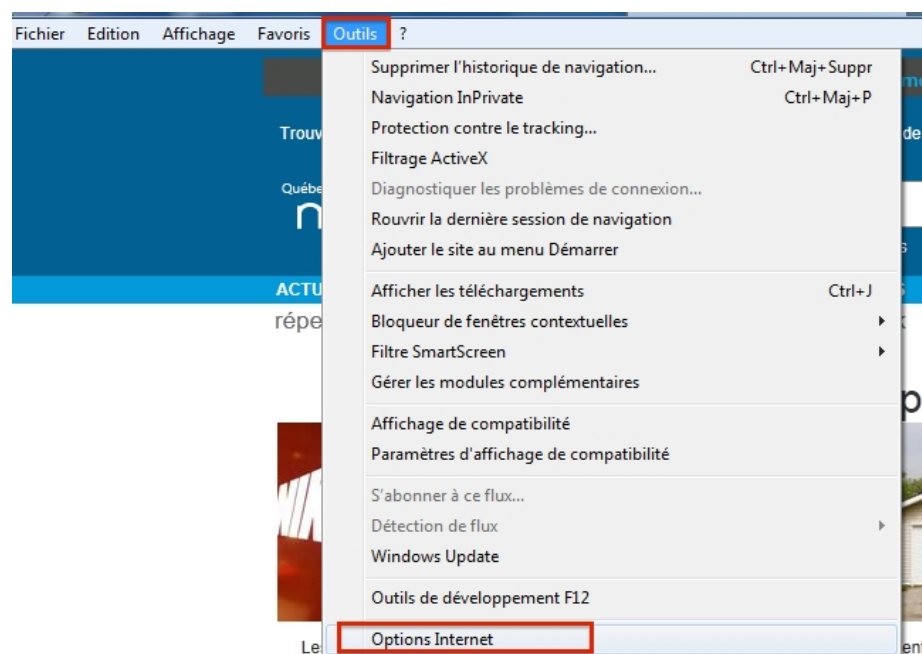 Fichier Edition Affichage Favoris Outils ?
Supprimer l'historique de navigation... Ctrl+Maj+Suppr
Navigation InPrivate Ctrl+Maj+P
Trouv
Protection contre le tracking...
de
Filtrage ActiveX
Québe
Diagnostiquer les problèmes de connexion...
Rouvrir la dernière session de navigation
Ajouter le site au menu Démarrer
ACTU
Afficher les téléchargements Ctrl+J
répe
Bloqueur de fenêtres contextuelles
Filtre SmartScreen
Gérer les modules complémentaires
Affichage de compatibilité
Paramètres d'affichage de compatibilité
S'abonner à ce flux...
Détection de flux
Windows Update
Outils de développement F12
Le
Options Internet